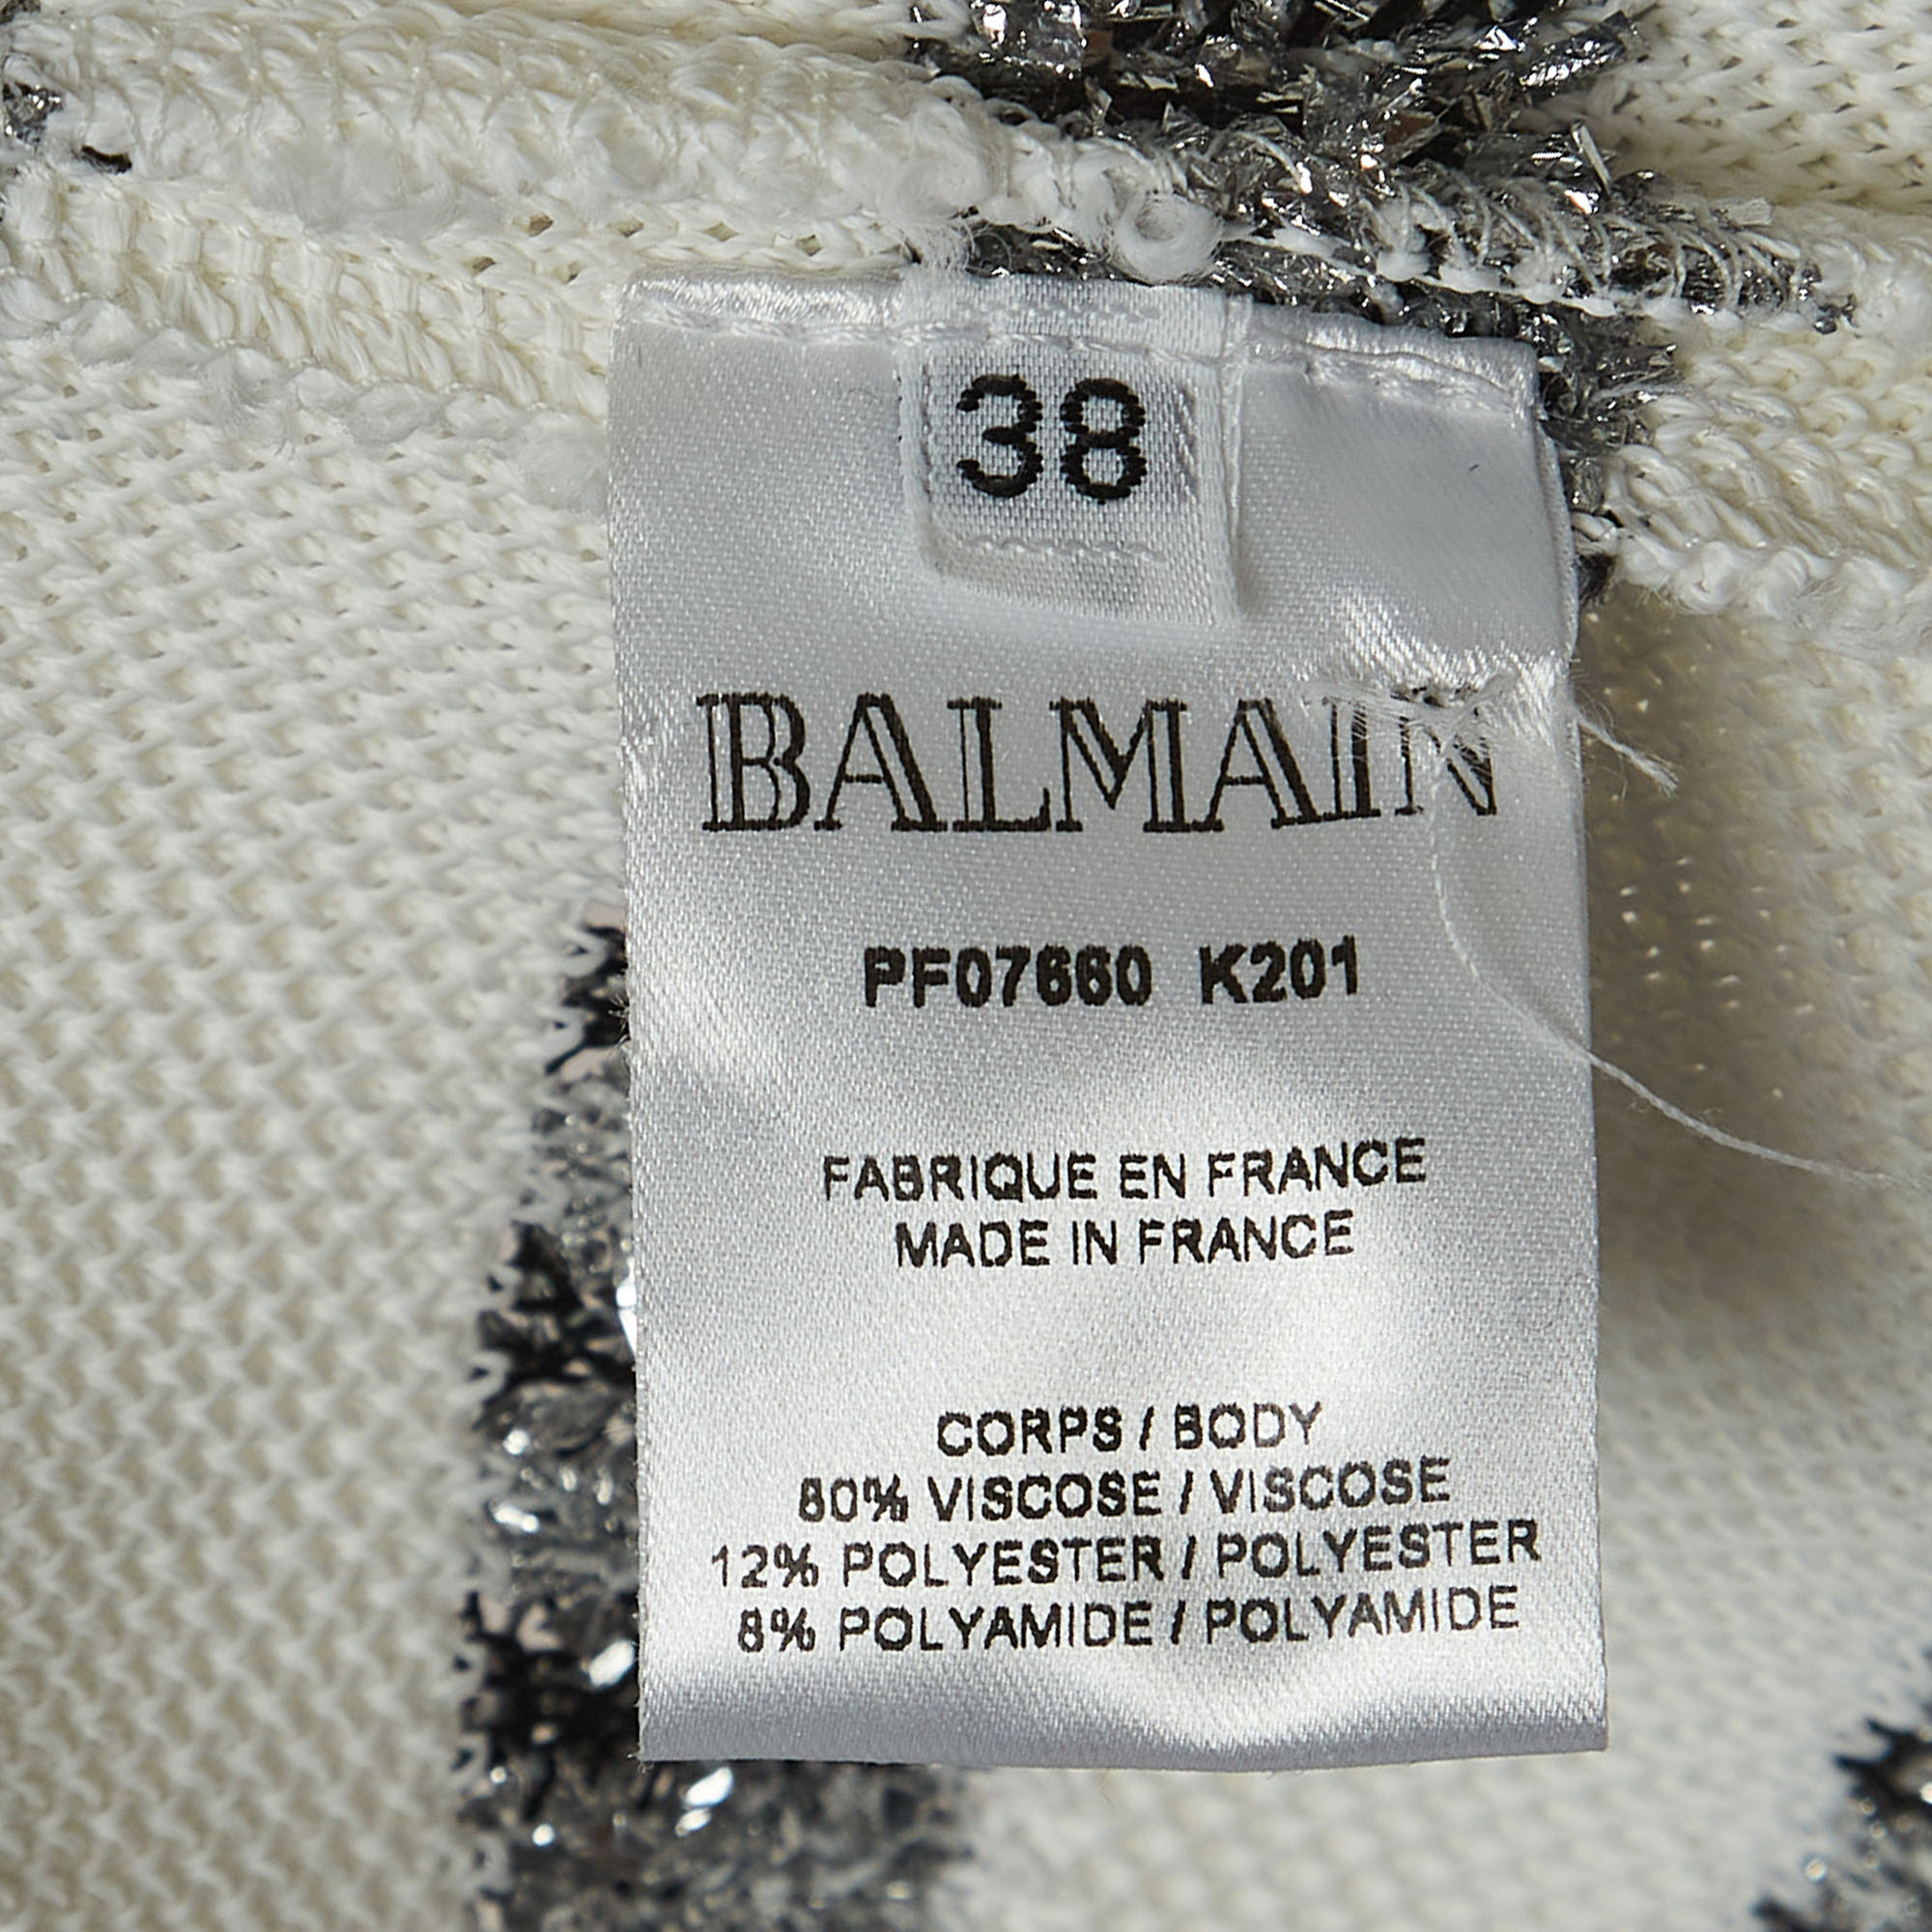 38
BALMAIN
PF07660 K201
FABRIQUE EN FRANCE
MADE IN FRANCE
CORPS / BODY
80% VISCOSE / VISCOSE
12% POLYESTER / POLYESTER
8% POLYAMIDE / POLYAMIDE